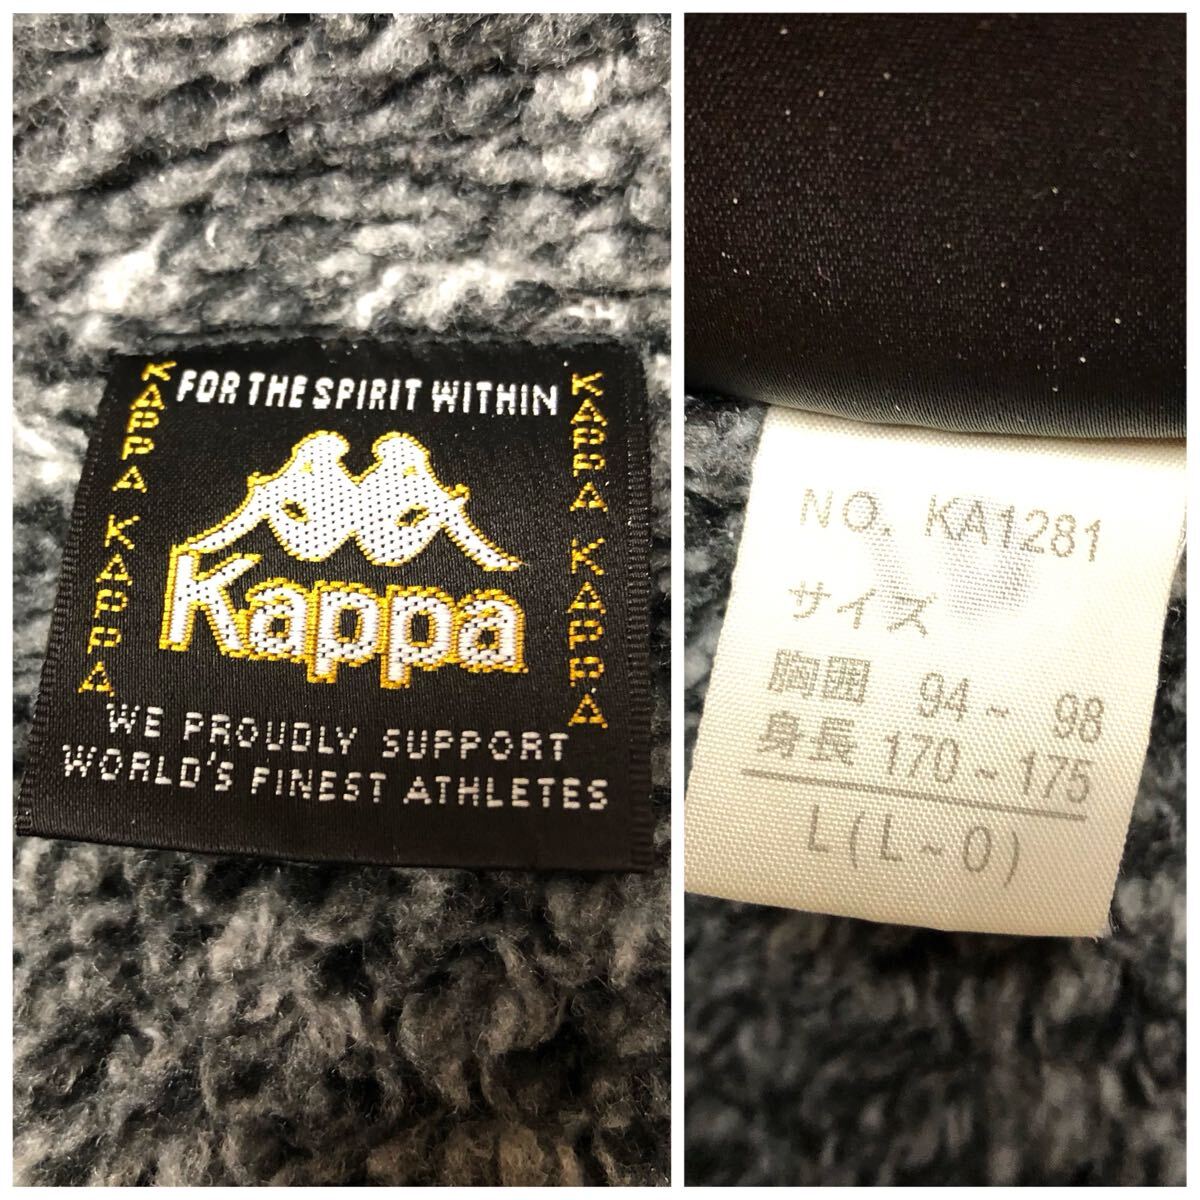 FOR THE SPIRIT WITHIN
KAPPA KAPPA
KAPPA KAPPA
Kappa
WE PROUDLY SUPPORT
WORLD'S FINEST ATHLETES
NO. KA1281
サイズ
胸囲 94~98
身長 170~175
L(L~O)